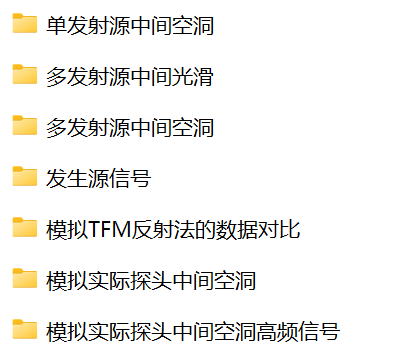 单发射源中间空洞
多发射源中间光滑
多发射源中间空洞
发生源信号
模拟TFM反射法的数据对比
模拟实际探头中间空洞
模拟实际探头中间空洞高频信号